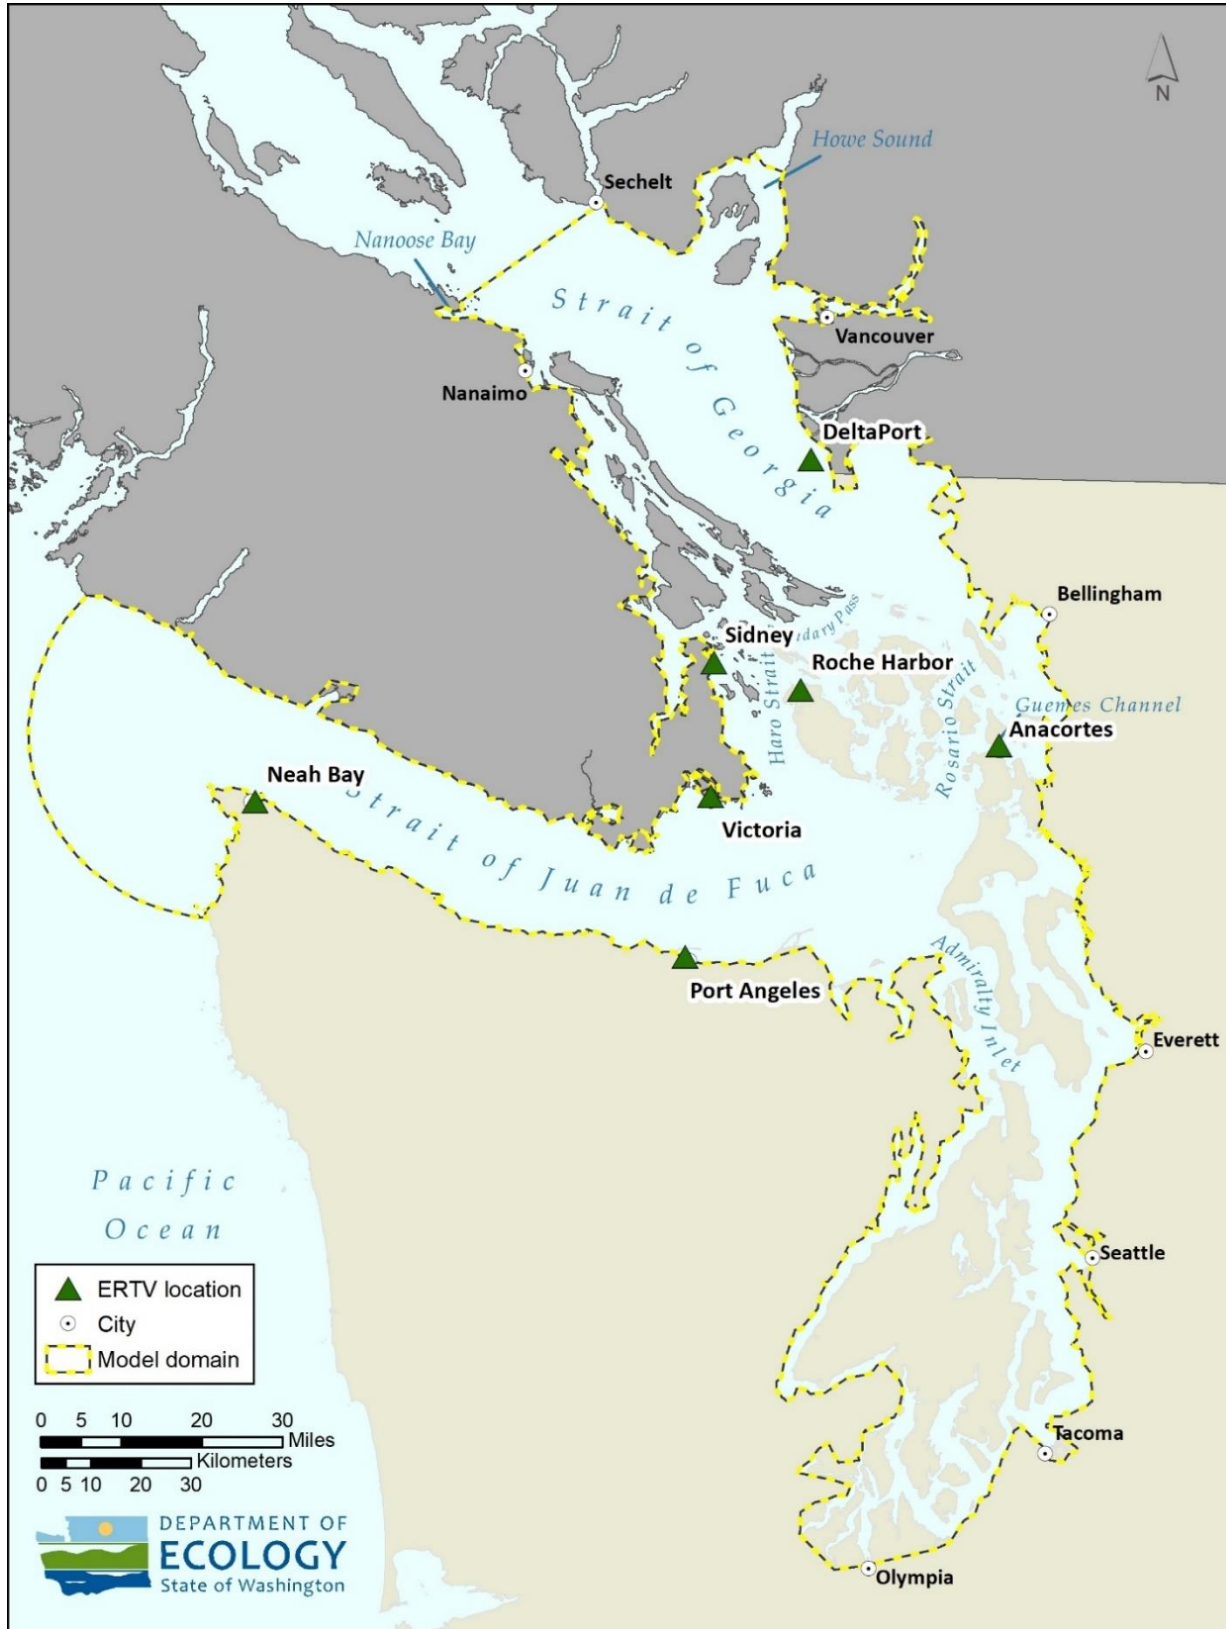 N
Howe Sound
Sechelt
Nanoose Bay
Strait of Georgia
Vancouver
Nanaimo
DeltaPort
Bellingham
Sidney
Roche Harbor
Haro Strait
Rosario Strait
Guemes Channel
Anacortes
Neah Bay
Victoria
Strait of Juan de Fuca
Port Angeles
Admiralty Inlet
Everett
Pacific
Ocean
Seattle
ERTV location
City
Model domain
0 5 10 20 30
Miles
Kilometers
0 5 10 20 30
Tacoma
DEPARTMENT OF
ECOLOGY
State of Washington
Olympia